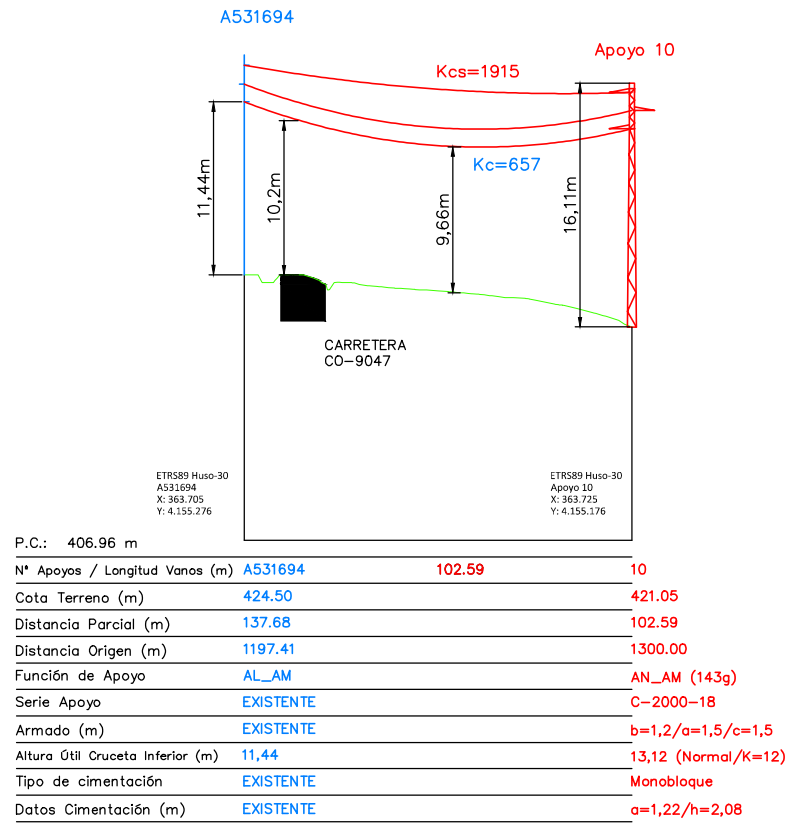 A531694
Apoyo 10
Kcs=1915
Kc=657
11,44m
10,2m
9,66m
16,11m
CARRETERA
CO-9047
ETRS89 Huso-30
A531694
X: 363.705
Y: 4.155.276
ETRS89 Huso-30
Apoyo 10
X: 363.725
Y: 4.155.176
P.C.: 406.96 m
Nº Apoyos / Longitud Vanos (m) A531694 102.59 10
Cota Terreno (m) 424.50 421.05
Distancia Parcial (m) 137.68 102.59
Distancia Origen (m) 1197.41 1300.00
Función de Apoyo AL_AM AN_AM (143g)
Serie Apoyo EXISTENTE C-2000-18
Armado (m) EXISTENTE b=1,2/a=1,5/c=1,5
Altura Útil Cruceta Inferior (m) 11,44 13,12 (Normal/K=12)
Tipo de cimentación EXISTENTE Monobloque
Datos Cimentación (m) EXISTENTE a=1,22/h=2,08